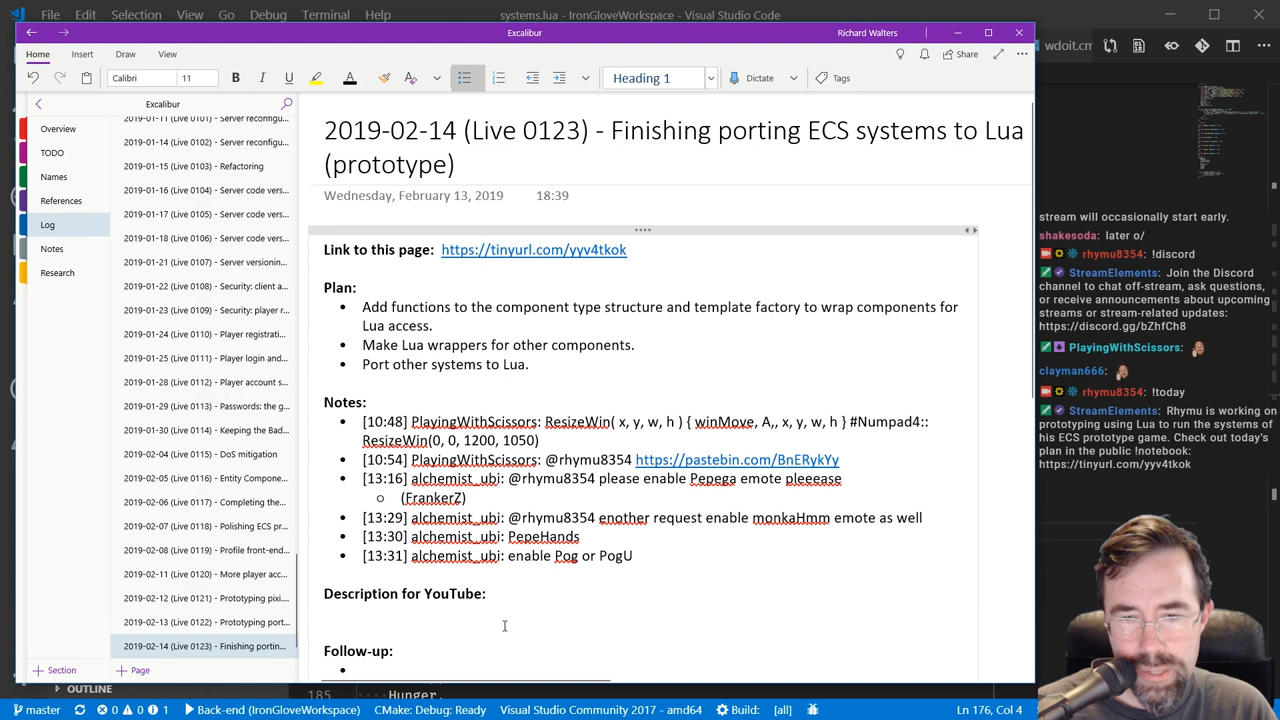 File Edit Selection View Go Debug Terminal Help
systems.lua - IronGloveWorkspace - Visual Studio Code
Excalibur
Richard Walters
Home Insert Draw View
Share
Calibri 11 Heading 1 Dictate Tags
wdoit.cm
Excalibur
Overview
TODO
Names
References
Log
Notes
Research
2019-01-11 (Live 0101) - Server reconfigu...
2019-01-14 (Live 0102) - Server reconfigu...
2019-01-15 (Live 0103) - Refactoring
2019-01-16 (Live 0104) - Server code vers...
2019-01-17 (Live 0105) - Server code vers...
2019-01-18 (Live 0106) - Server code vers...
2019-01-21 (Live 0107) - Server versionin...
2019-01-22 (Live 0108) - Security: client a...
2019-01-23 (Live 0109) - Security: player r...
2019-01-24 (Live 0110) - Player registrati...
2019-01-25 (Live 0111) - Player login and...
2019-01-28 (Live 0112) - Player account s...
2019-01-29 (Live 0113) - Passwords: the g...
2019-01-30 (Live 0114) - Keeping the Bad...
2019-02-04 (Live 0115) - DoS mitigation
2019-02-05 (Live 0116) - Entity Compone...
2019-02-06 (Live 0117) - Completing the...
2019-02-07 (Live 0118) - Polishing ECS pr...
2019-02-08 (Live 0119) - Profile front-end...
2019-02-11 (Live 0120) - More player acc...
2019-02-12 (Live 0121) - Prototyping pixi...
2019-02-13 (Live 0122) - Prototyping port...
2019-02-14 (Live 0123) - Finishing portin...
Section
Page
2019-02-14 (Live 0123) - Finishing porting ECS systems to Lua
(prototype)
Wednesday, February 13, 2019 18:39
Link to this page: https://tinyurl.com/yyv4tkok
Plan:
• Add functions to the component type structure and template factory to wrap components for
Lua access.
• Make Lua wrappers for other components.
• Port other systems to Lua.
Notes:
• [10:48] PlayingWithScissors: ResizeWin( x, y, w, h ) { winMove, A,, x, y, w, h } #Numpad4::
ResizeWin(0, 0, 1200, 1050)
• [10:54] PlayingWithScissors: @rhymu8354 https://pastebin.com/BnERykYy
• [13:16] alchemist_ubi: @rhymu8354 please enable Pepega emote pleeease
○ (FrankerZ)
• [13:29] alchemist_ubi: @rhymu8354 enother request enable monkaHmm emote as well
• [13:30] alchemist_ubi: PepeHands
• [13:31] alchemist_ubi: enable Pog or PogU
Description for YouTube:
Follow-up:
•
stream will occasionally start early.
shakesoda: later o/
rhymu8354: !discord
StreamElements: Join the Discord
channel to chat off-stream, ask questions,
or receive announcements about upcoming
streams or stream-related updates:
https://discord.gg/bZhfCh8
PlayingWithScissors:
clayman666:
rhymu8354: !today
StreamElements: Rhymu is working on
prototyping using Lua to run the systems of
his ECS prototype game. Check out today's
plan in the public !notebook:
https://tinyurl.com/yyv4tkok
OUTLINE
185 ····Hunger.
master 0 0 1 Back-end (IronGloveWorkspace) CMake: Debug: Ready Visual Studio Community 2017 - amd64 Build: [all] Ln 176, Col 4